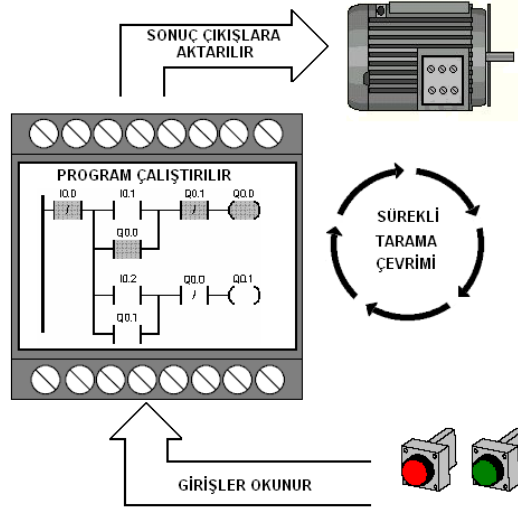 SONUÇ ÇIKIŞLARA
AKTARILIR
PROGRAM ÇALIŞTIRILIR
I0.0 I0.1 Q0.1 Q0.0
Q0.0
I0.2 Q0.0 Q0.1
Q0.1
SÜREKLİ
TARAMA
ÇEVRİMİ
GİRİŞLER OKUNUR